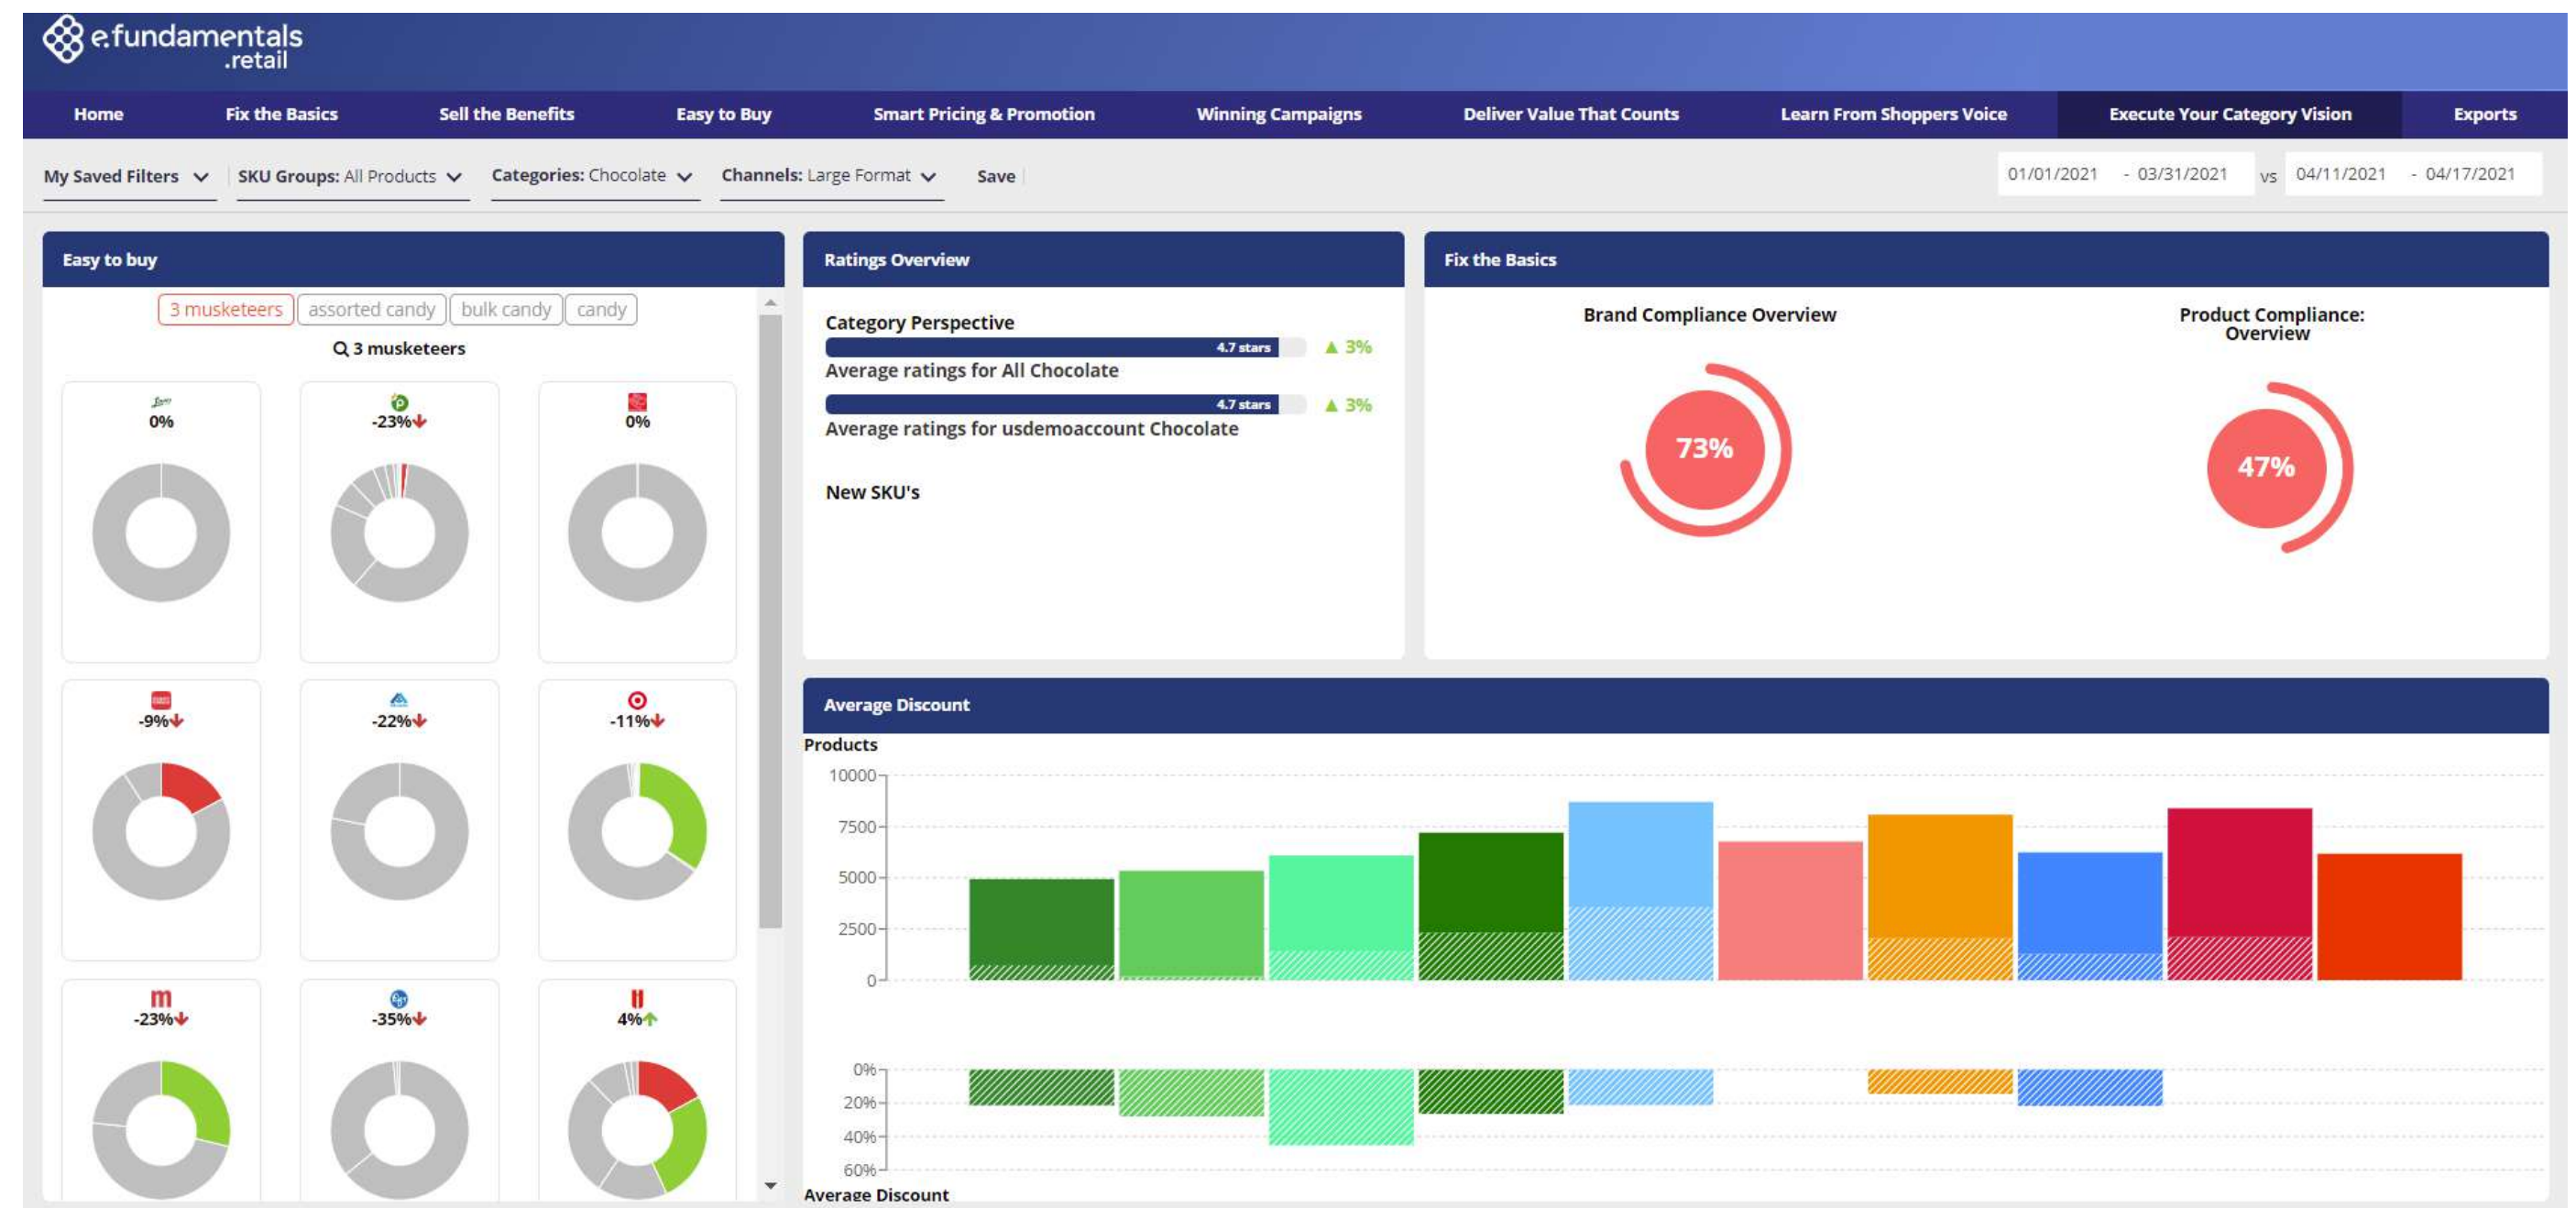 e.fundamentals
.retail
Home Fix the Basics Sell the Benefits Easy to Buy Smart Pricing & Promotion Winning Campaigns Deliver Value That Counts Learn From Shoppers Voice Execute Your Category Vision Exports
My Saved Filters SKU Groups: All Products Categories: Chocolate Channels: Large Format Save 01/01/2021 - 03/31/2021 vs 04/11/2021 - 04/17/2021
Easy to buy
3 musketeers assorted candy bulk candy candy
3 musketeers
0% -23% 0%
-9% -22% -11%
m
-23% -35% 4%
Ratings Overview
Category Perspective
4.7 stars 3%
Average ratings for All Chocolate
4.7 stars 3%
Average ratings for usdemoaccount Chocolate
New SKU's
Fix the Basics
Brand Compliance Overview
73%
Product Compliance:
Overview
47%
Average Discount
Products
10000
7500
5000
2500
0
0%
20%
40%
60%
Average Discount